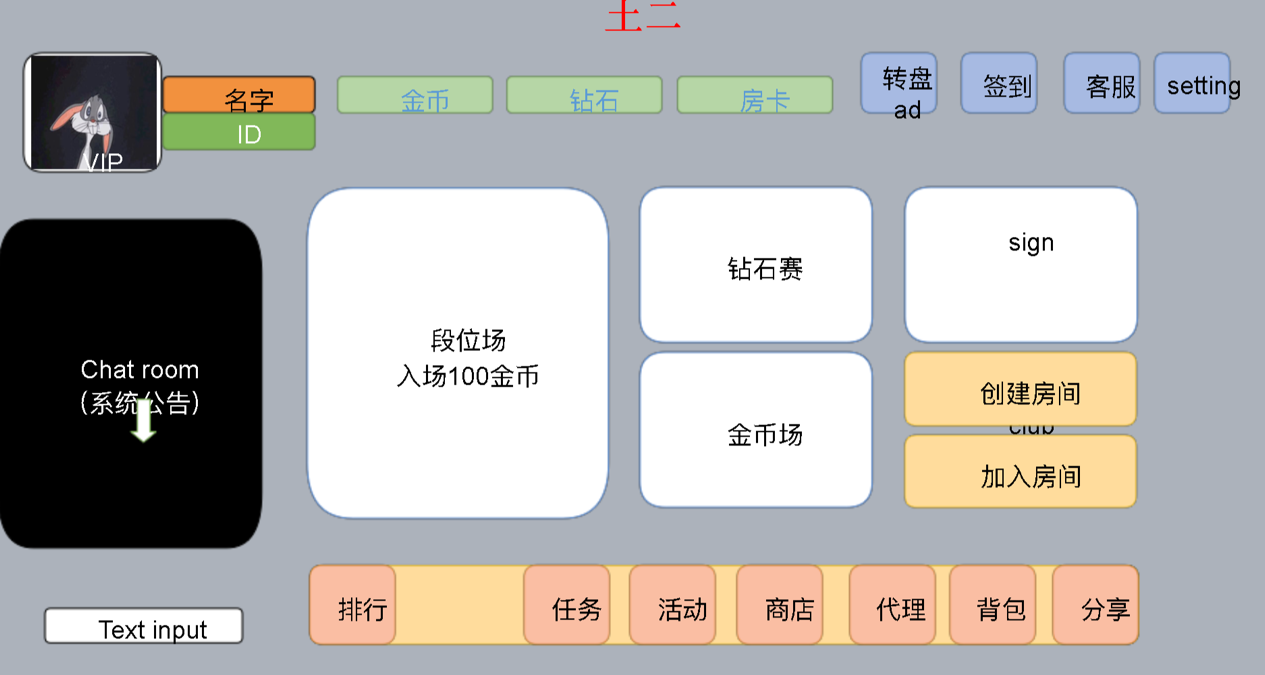 名字
ID
VIP
金币
钻石
房卡
转盘
ad
签到
客服
setting
Chat room
(系统公告)
Text input
段位场
入场100金币
钻石赛
金币场
sign
创建房间
club
加入房间
排行
任务
活动
商店
代理
背包
分享